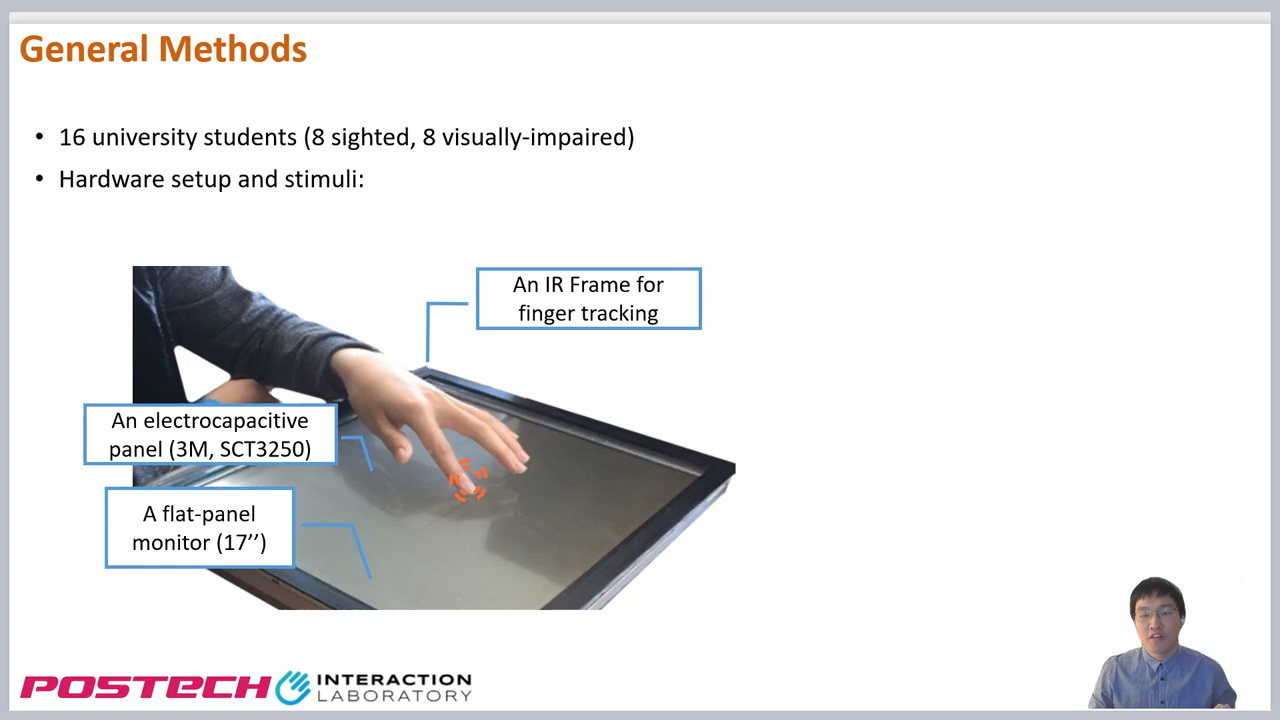 General Methods
• 16 university students (8 sighted, 8 visually-impaired)
• Hardware setup and stimuli:
An IR Frame for
finger tracking
An electrocapacitive
panel (3M, SCT3250)
A flat-panel
monitor (17’’)
POSTECH
INTERACTION
LABORATORY